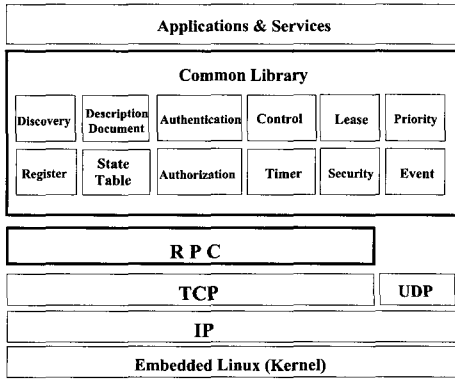 Applications & Services
Common Library
Discovery
Description
Document
Authentication
Control
Lease
Priority
Register
State
Table
Authorization
Timer
Security
Event
R P C
TCP
UDP
IP
Embedded Linux (Kernel)